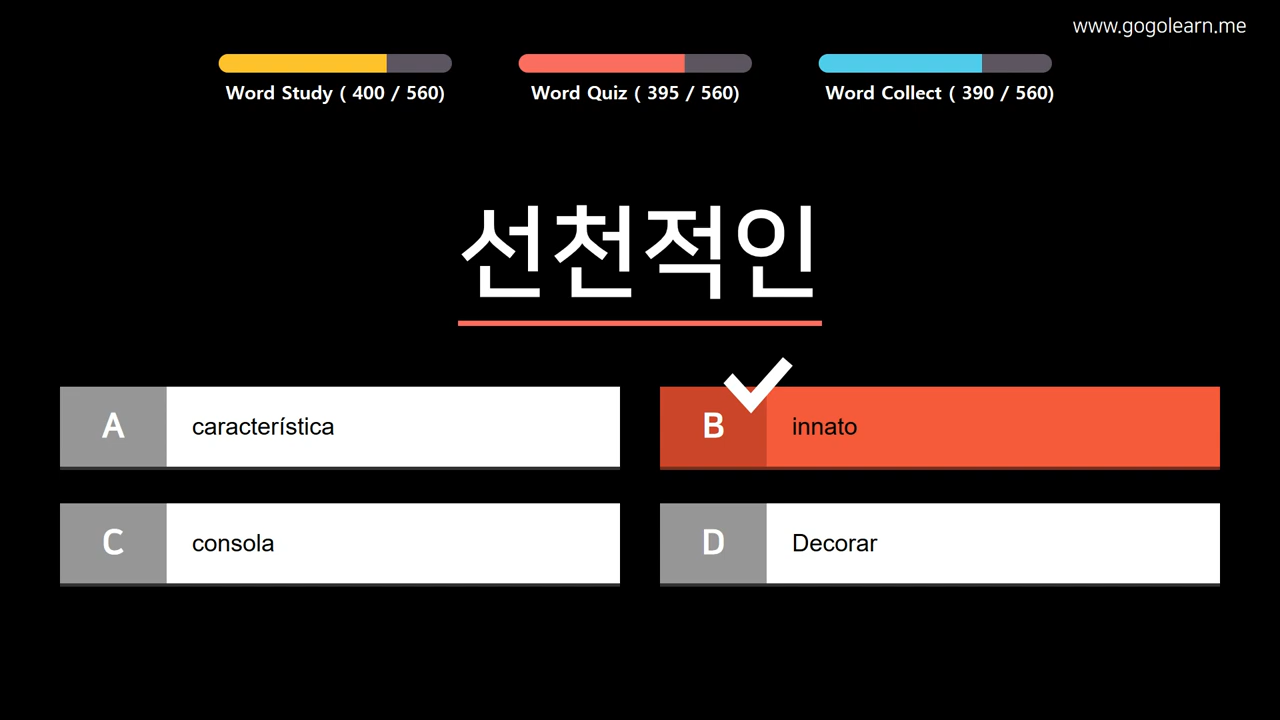 www.gogolearn.me
Word Study ( 400 / 560)
Word Quiz ( 395 / 560)
Word Collect ( 390 / 560)
선천적인
A
característica
B
innato
C
consola
D
Decorar